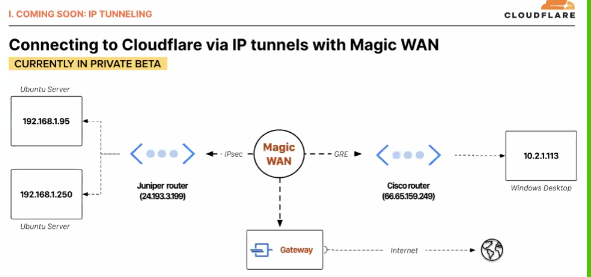 I. COMING SOON: IP TUNNELING
CLOUDFLARE
Connecting to Cloudflare via IP tunnels with Magic WAN
CURRENTLY IN PRIVATE BETA
Ubuntu Server
192.168.1.95
192.168.1.250
Ubuntu Server
Juniper router
(24.193.3.199)
IPsec
Magic
WAN
GRE
Cisco router
(66.65.159.249)
10.2.1.113
Windows Desktop
Gateway
Internet